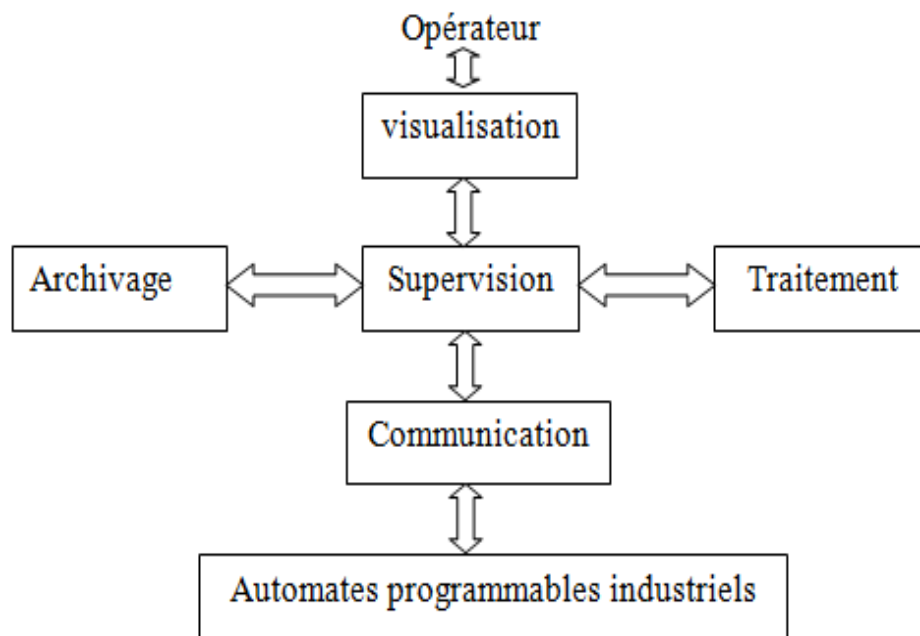 Opérateur
visualisation
Archivage
Supervision
Traitement
Communication
Automates programmables industriels